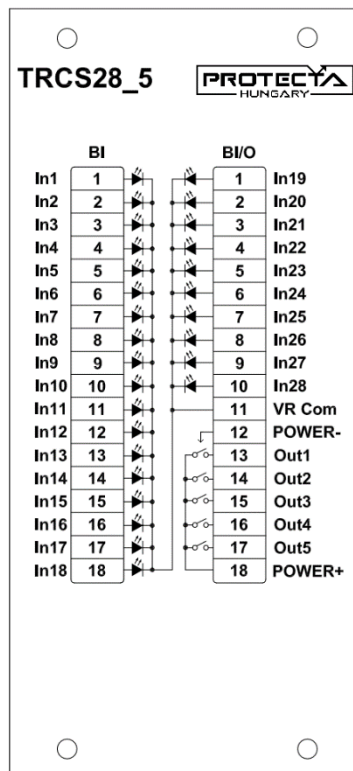 TRCS28_5
PROTECTA
HUNGARY
BI
In1 1
In2 2
In3 3
In4 4
In5 5
In6 6
In7 7
In8 8
In9 9
In10 10
In11 11
In12 12
In13 13
In14 14
In15 15
In16 16
In17 17
In18 18
BI/O
1 In19
2 In20
3 In21
4 In22
5 In23
6 In24
7 In25
8 In26
9 In27
10 In28
11 VR Com
12 POWER-
13 Out1
14 Out2
15 Out3
16 Out4
17 Out5
18 POWER+